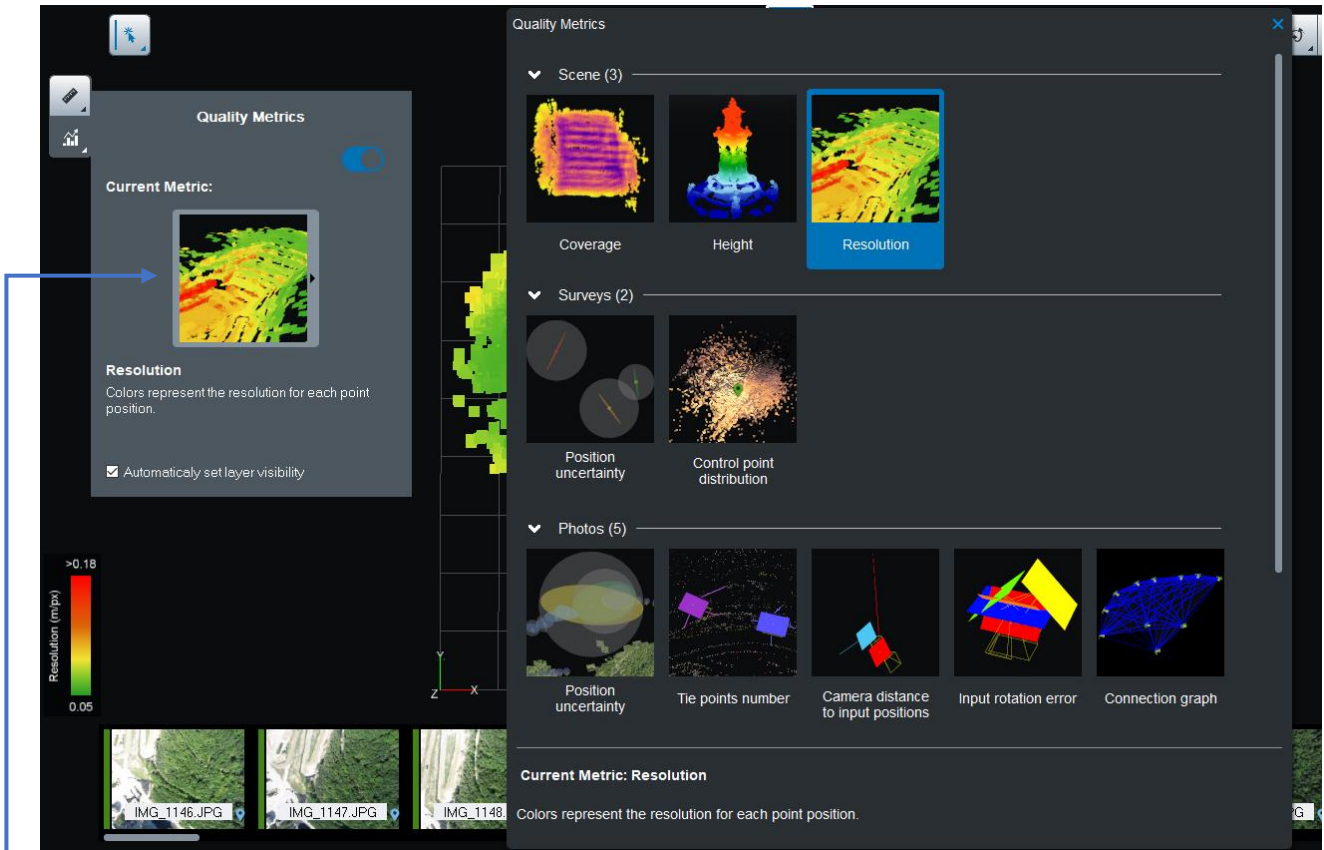 Quality Metrics
Current Metric:
Resolution
Colors represent the resolution for each point
position.
Automaticaly set layer visibility
>0.18
Resolution (m/px)
0.05
Y
Z
X
IMG_1146.JPG
IMG_1147.JPG
IMG_1148.
Quality Metrics
Scene (3)
Coverage
Height
Resolution
Surveys (2)
Position
uncertainty
Control point
distribution
Photos (5)
Position
uncertainty
Tie points number
Camera distance
to input positions
Input rotation error
Connection graph
Current Metric: Resolution
Colors represent the resolution for each point position.